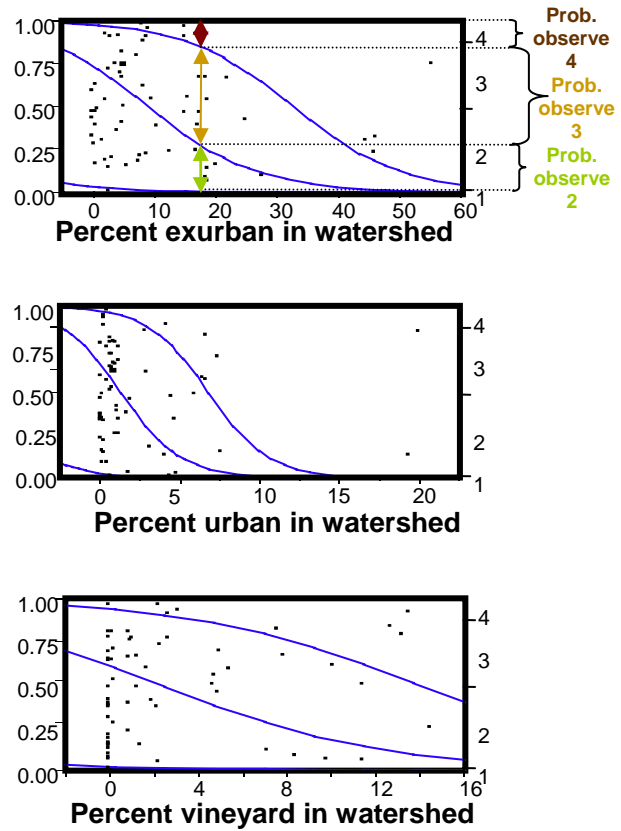 Prob.
observe
4
Prob.
observe
3
Prob.
observe
2
1.00
0.75
0.50
0.25
0.00
4
3
2
1
0 10 20 30 40 50 60
Percent exurban in watershed
1.00
0.75
0.50
0.25
0.00
4
3
2
1
0 5 10 15 20
Percent urban in watershed
1.00
0.75
0.50
0.25
0.00
4
3
2
1
0 4 8 12 16
Percent vineyard in watershed